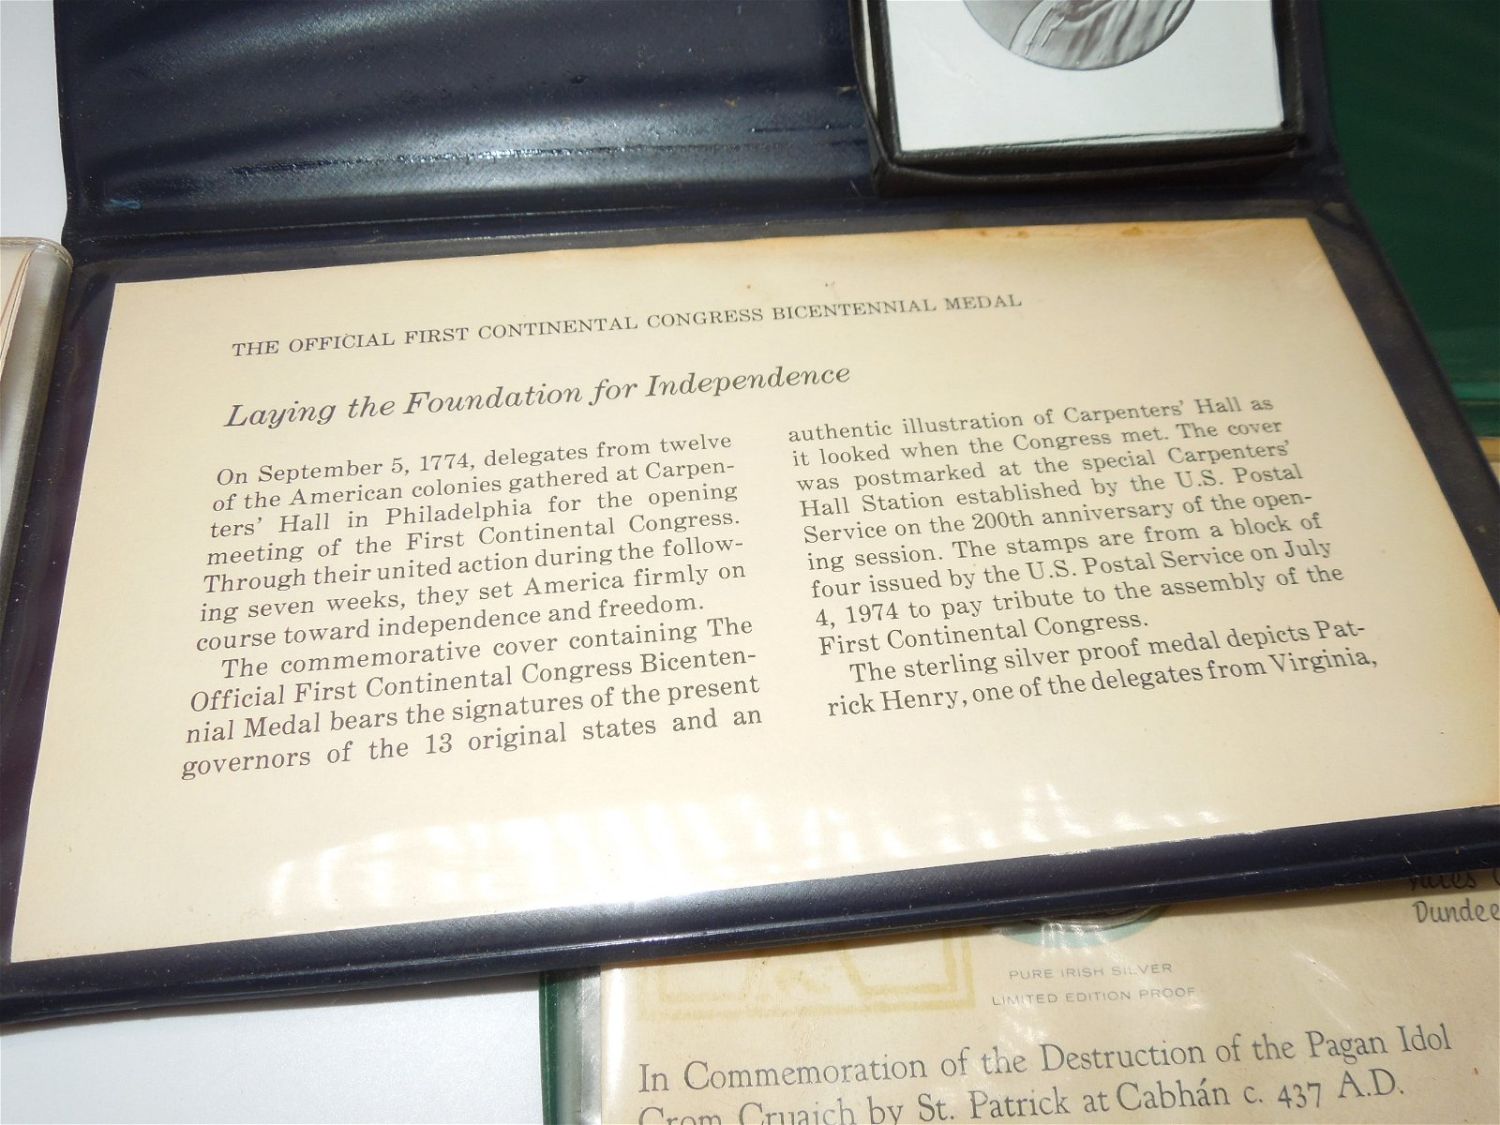 THE OFFICIAL FIRST CONTINENTAL CONGRESS BICENTENNIAL MEDAL
Laying the Foundation for Independence
On September 5, 1774, delegates from twelve
of the American colonies gathered at Carpen-
ters' Hall in Philadelphia for the opening
meeting of the First Continental Congress.
Through their united action during the follow-
ing seven weeks, they set America firmly on
course toward independence and freedom.
The commemorative cover containing The
Official First Continental Congress Bicenten-
nial Medal bears the signatures of the present
governors of the 13 original states and an
authentic illustration of Carpenters' Hall as
it looked when the Congress met. The cover
was postmarked at the special Carpenters'
Hall Station established by the U.S. Postal
Service on the 200th anniversary of the open-
ing session. The stamps are from a block of
four issued by the U.S. Postal Service on July
4, 1974 to pay tribute to the assembly of the
First Continental Congress.
The sterling silver proof medal depicts Pat-
rick Henry, one of the delegates from Virginia,
Dundee
PURE IRISH SILVER
LIMITED EDITION PROOF
In Commemoration of the Destruction of the Pagan Idol
Crom Cruaich by St. Patrick at Cabhán c. 437 A.D.